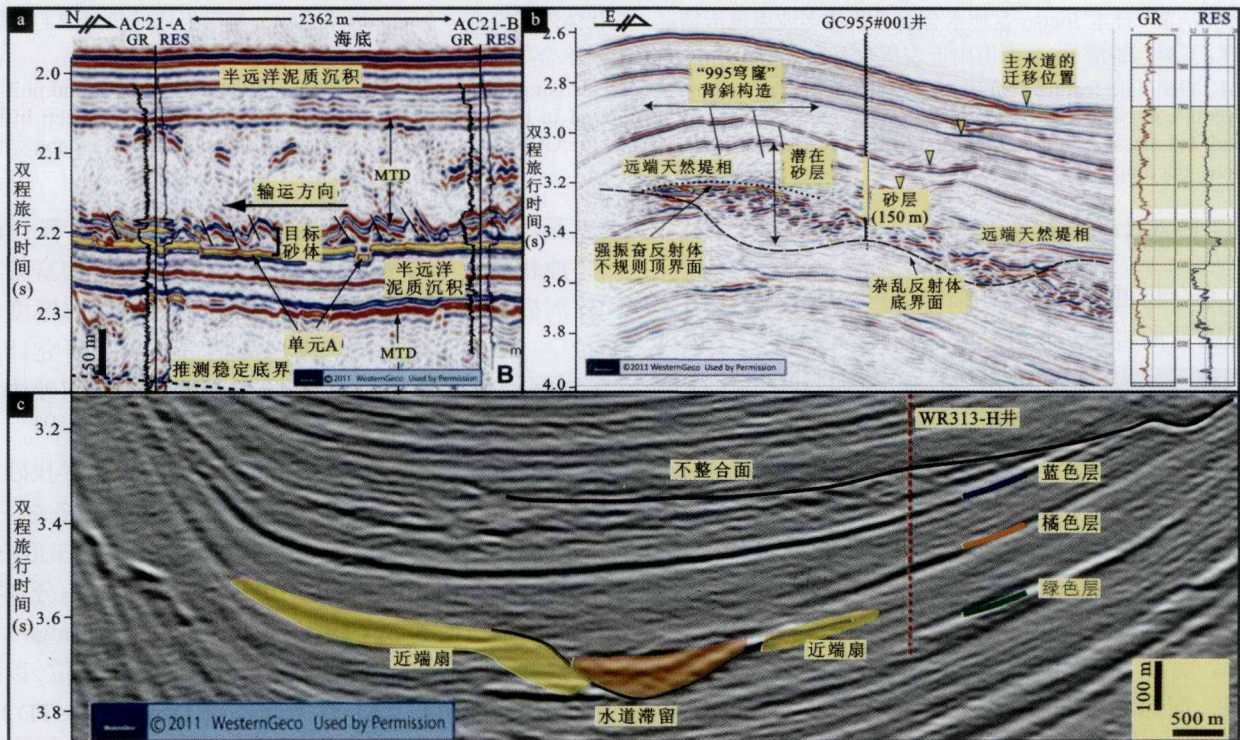 a
N
AC21-A
2362 m
AC21-B
GR RES
海底
GR RES
半远洋泥质沉积
2.0
2.1
2.2
2.3
双程旅行时间(s)
MTD
输运方向
目标
砂体
半远洋
泥质沉积
单元A
MTD
50 m
推测稳定底界
©2011 WesternGeco Used by Permission
B
b
E
GC955#001井
GR
RES
2.6
2.8
3.0
3.2
3.4
3.6
3.8
4.0
双程旅行时间(s)
“995穹窿”
背斜构造
主水道的
迁移位置
潜在
砂层
远端天然堤相
砂层
(150 m)
远端天然堤相
强振奋反射体
不规则顶界面
杂乱反射体
底界面
©2011 WesternGeco Used by Permission
c
3.2
3.4
3.6
3.8
双程旅行时间(s)
WR313-H井
不整合面
蓝色层
橘色层
绿色层
近端扇
近端扇
水道滞留
100 m
500 m
© 2011 WesternGeco Used by Permission